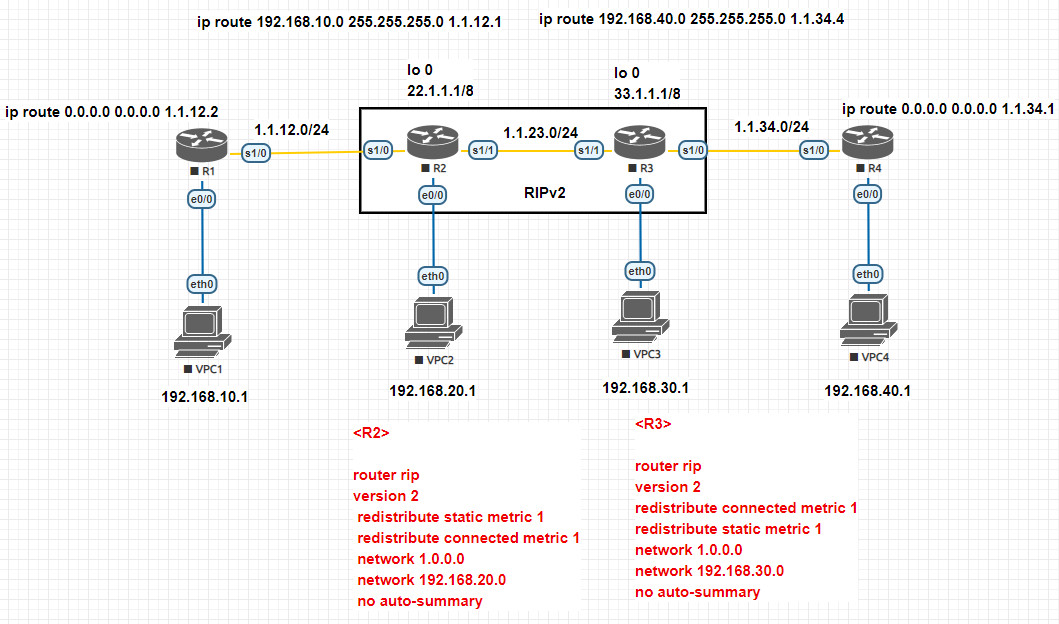 ip route 192.168.10.0 255.255.255.0 1.1.12.1
ip route 192.168.40.0 255.255.255.0 1.1.34.4
lo 0
22.1.1.1/8
lo 0
33.1.1.1/8
ip route 0.0.0.0 0.0.0.0 1.1.12.2
ip route 0.0.0.0 0.0.0.0 1.1.34.1
1.1.12.0/24
1.1.23.0/24
1.1.34.0/24
s1/0
s1/0
s1/1
s1/1
s1/0
s1/0
R1
R2
R3
R4
RIPv2
e0/0
e0/0
e0/0
e0/0
eth0
eth0
eth0
eth0
VPC1
VPC2
VPC3
VPC4
192.168.10.1
192.168.20.1
192.168.30.1
192.168.40.1
<R2>
router rip
version 2
redistribute static metric 1
redistribute connected metric 1
network 1.0.0.0
network 192.168.20.0
no auto-summary
<R3>
router rip
version 2
redistribute connected metric 1
redistribute static metric 1
network 1.0.0.0
network 192.168.30.0
no auto-summary